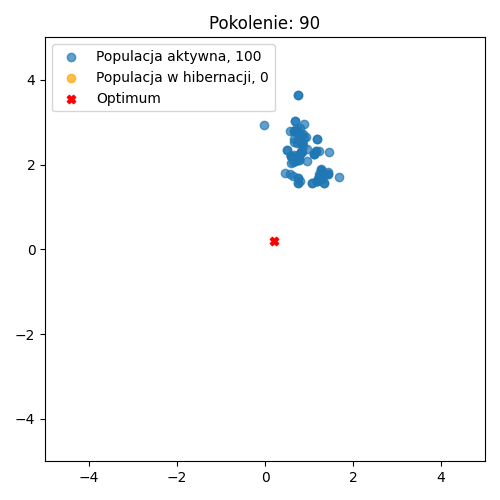 Pokolenie: 90
Populacja aktywna, 100
Populacja w hibernacji, 0
Optimum
4
2
0
−2
−4
−4 −2 0 2 4